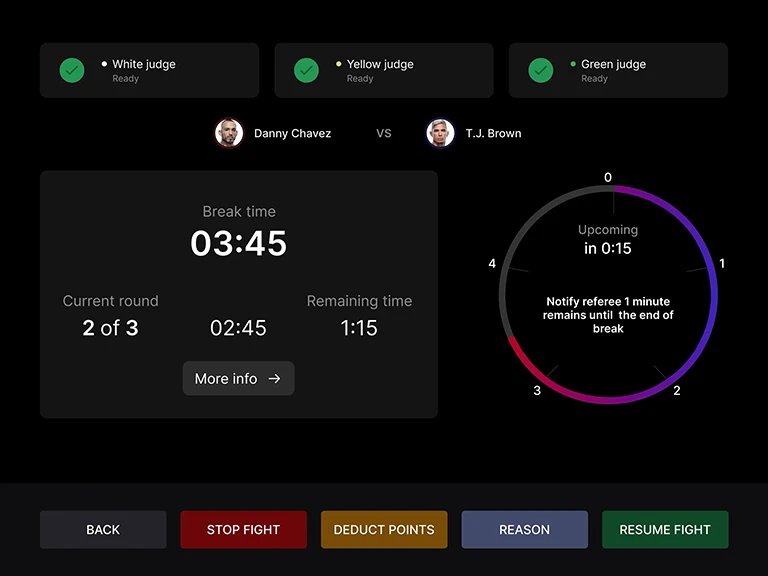 White judge
Ready
Yellow judge
Ready
Green judge
Ready
Danny Chavez
VS
T.J. Brown
Break time
03:45
Current round
2 of 3
02:45
Remaining time
1:15
More info →
0
1
2
3
4
Upcoming
in 0:15
Notify referee 1 minute
remains until the end of
break
BACK
STOP FIGHT
DEDUCT POINTS
REASON
RESUME FIGHT